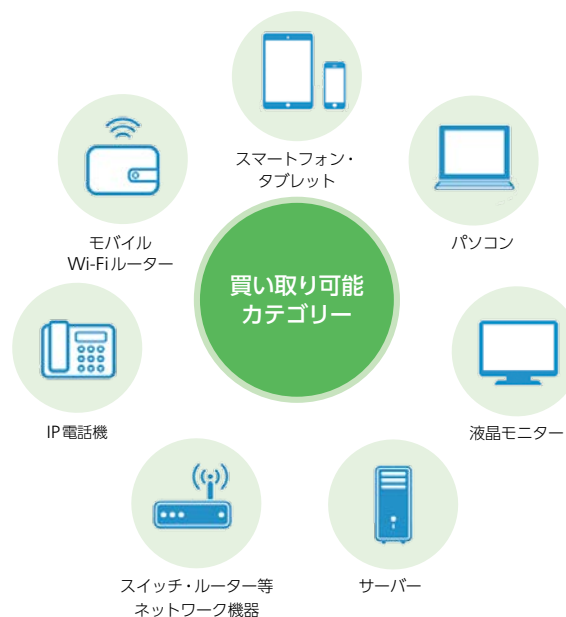 スマートフォン・
タブレット
モバイル
Wi-Fiルーター
パソコン
買い取り可能
カテゴリー
IP電話機
液晶モニター
スイッチ・ルーター等
ネットワーク機器
サーバー